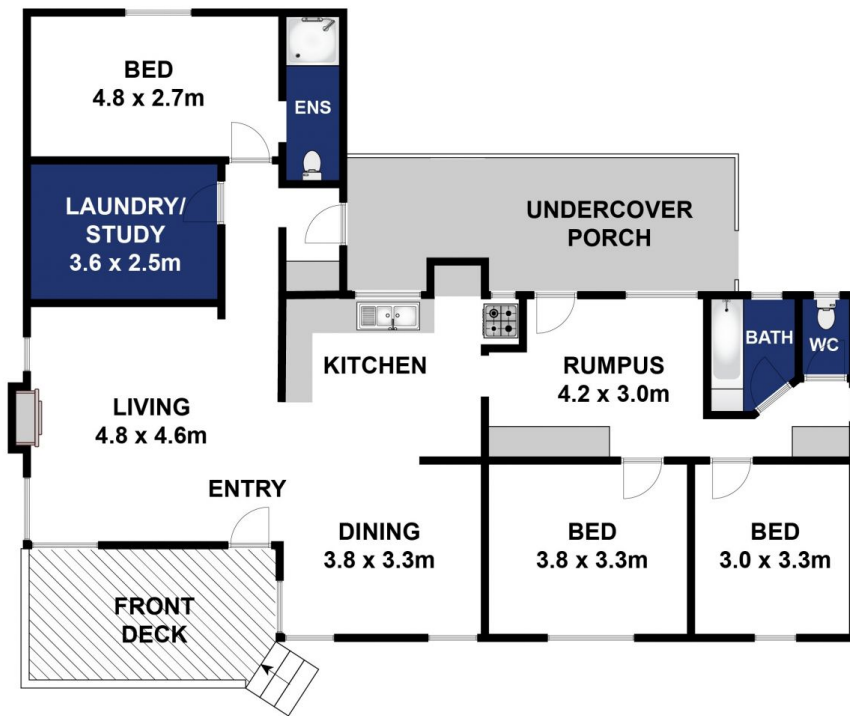 BED
4.8 x 2.7m
ENS
LAUNDRY/
STUDY
3.6 x 2.5m
UNDERCOVER
PORCH
KITCHEN
RUMPUS
4.2 x 3.0m
BATH
WC
LIVING
4.8 x 4.6m
ENTRY
DINING
3.8 x 3.3m
BED
3.8 x 3.3m
BED
3.0 x 3.3m
FRONT
DECK